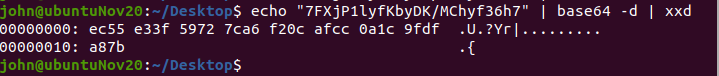 john@ubuntuNov20:~/Desktop$ echo "7FXjP1lyfKbyDK/MChyf36h7" | base64 -d | xxd
00000000: ec55 e33f 5972 7ca6 f20c afcc 0a1c 9fdf  .U.?Yr|.........
00000010: a87b                                     .{
john@ubuntuNov20:~/Desktop$